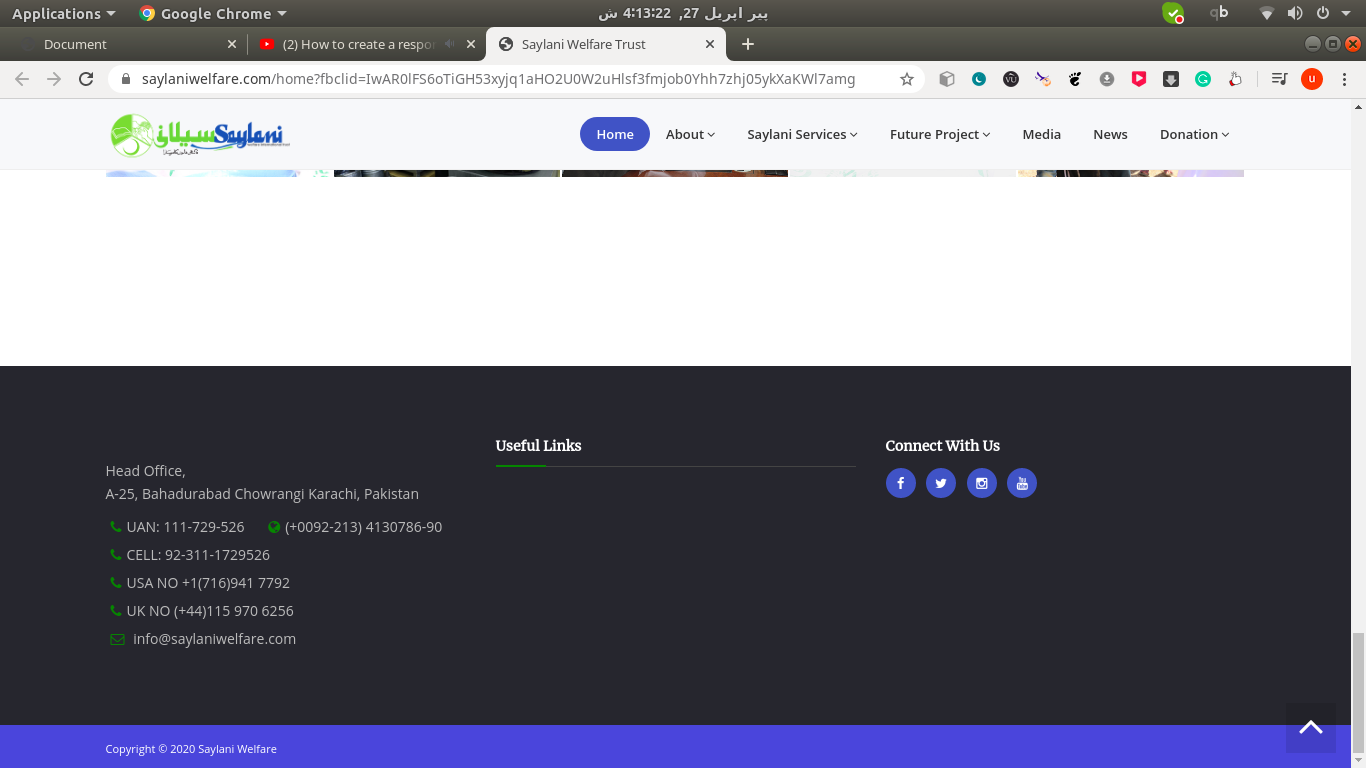 Applications Google Chrome پیر اپریل 27, 4:13:22 ش qb
Document (2) How to create a respo Saylani Welfare Trust
saylaniwelfare.com/home?fbclid=IwAR0lFS6oTiGH53xyjq1aHO2U0W2uHlsf3fmjob0Yhh7zhj05ykXaKWl7amg VU u
سیلانی Saylani Home About Saylani Services Future Project Media News Donation
Useful Links Connect With Us
Head Office,
A-25, Bahadurabad Chowrangi Karachi, Pakistan
UAN: 111-729-526 (+0092-213) 4130786-90
CELL: 92-311-1729526
USA NO +1(716)941 7792
UK NO (+44)115 970 6256
info@saylaniwelfare.com
Copyright © 2020 Saylani Welfare